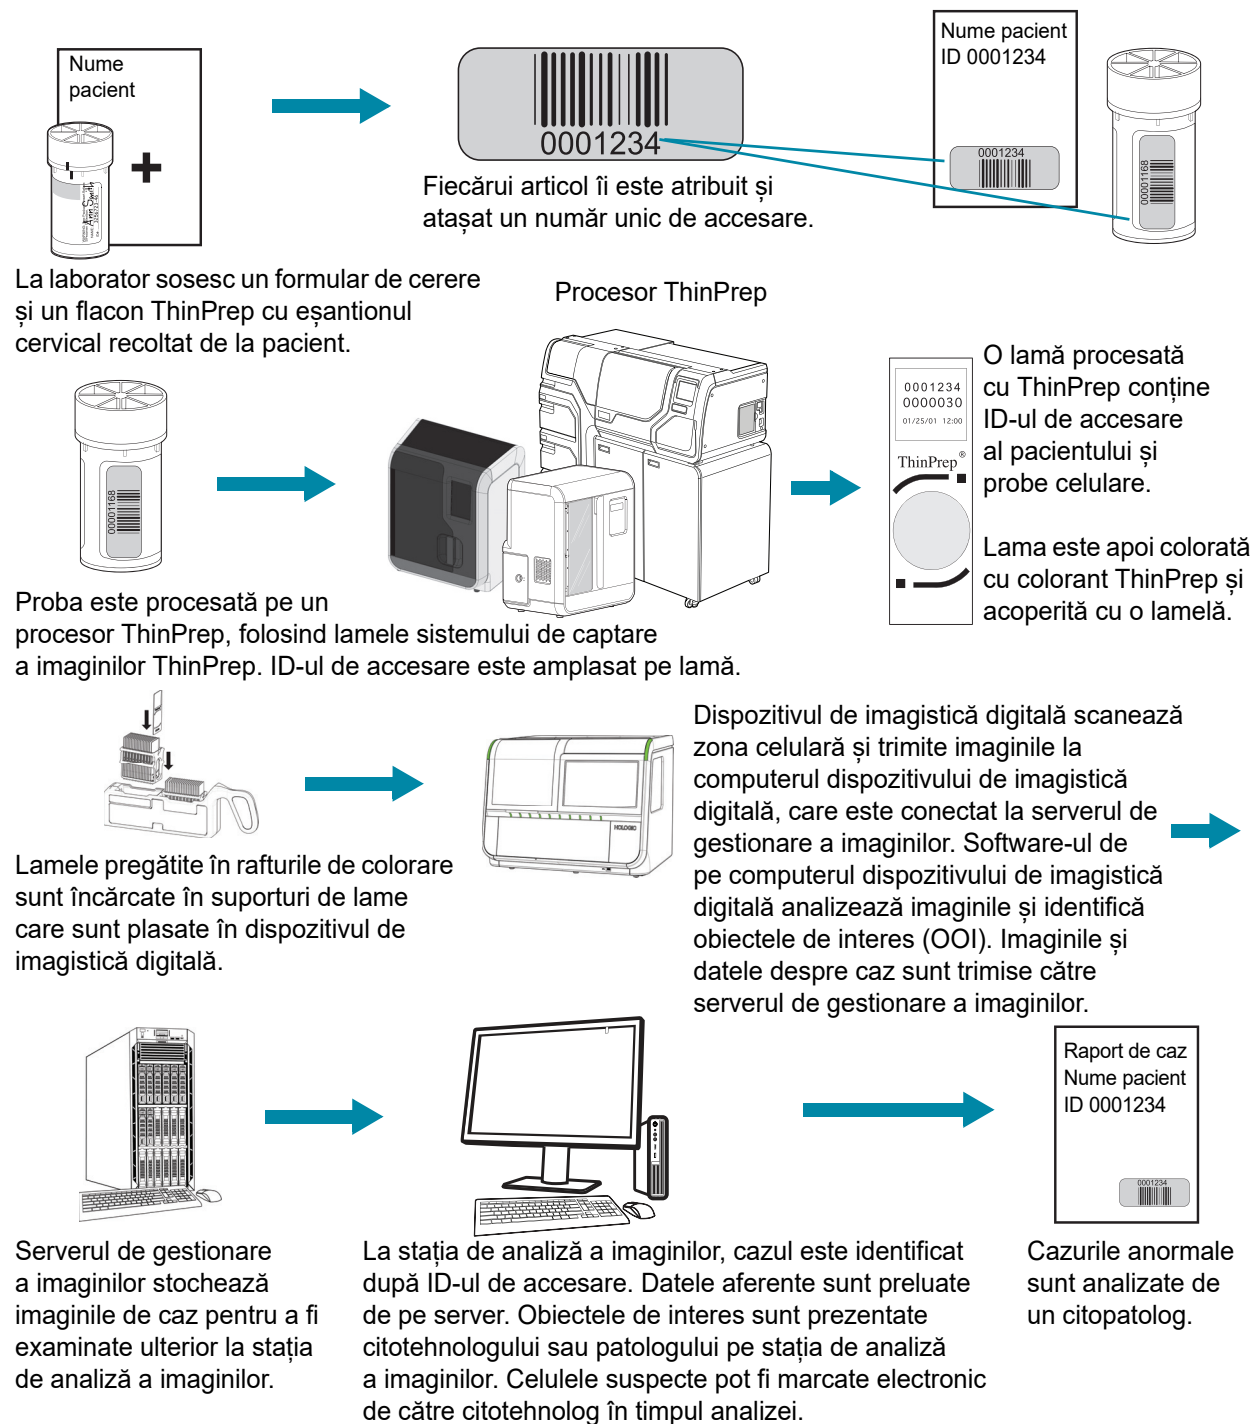 Nume
pacient
0001234
Fiecărui articol îi este atribuit și
atașat un număr unic de accesare.
Nume pacient
ID 0001234
0001234
00001168
La laborator sosesc un formular de cerere
și un flacon ThinPrep cu eșantionul
cervical recoltat de la pacient.
Procesor ThinPrep
00001168
0001234
0000030
01/25/01 12:00
ThinPrep®
O lamă procesată
cu ThinPrep conține
ID-ul de accesare
al pacientului și
probe celulare.
Lama este apoi colorată
cu colorant ThinPrep și
acoperită cu o lamelă.
Proba este procesată pe un
procesor ThinPrep, folosind lamele sistemului de captare
a imaginilor ThinPrep. ID-ul de accesare este amplasat pe lamă.
HOLOGIC
Lamele pregătite în rafturile de colorare
sunt încărcate în suporturi de lame
care sunt plasate în dispozitivul de
imagistică digitală.
Dispozitivul de imagistică digitală scanează
zona celulară și trimite imaginile la
computerul dispozitivului de imagistică
digitală, care este conectat la serverul de
gestionare a imaginilor. Software-ul de
pe computerul dispozitivului de imagistică
digitală analizează imaginile și identifică
obiectele de interes (OOI). Imaginile și
datele despre caz sunt trimise către
serverul de gestionare a imaginilor.
Raport de caz
Nume pacient
ID 0001234
0001234
Serverul de gestionare
a imaginilor stochează
imaginile de caz pentru a fi
examinate ulterior la stația
de analiză a imaginilor.
La stația de analiză a imaginilor, cazul este identificat
după ID-ul de accesare. Datele aferente sunt preluate
de pe server. Obiectele de interes sunt prezentate
citotehnologului sau patologului pe stația de analiză
a imaginilor. Celulele suspecte pot fi marcate electronic
de către citotehnolog în timpul analizei.
Cazurile anormale
sunt analizate de
un citopatolog.